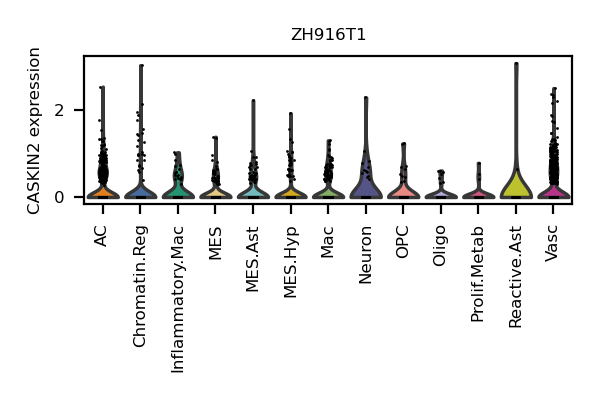 ZH916T1
CASKIN2 expression
2
0
AC
Chromatin.Reg
Inflammatory.Mac
MES
MES.Ast
MES.Hyp
Mac
Neuron
OPC
Oligo
Prolif.Metab
Reactive.Ast
Vasc